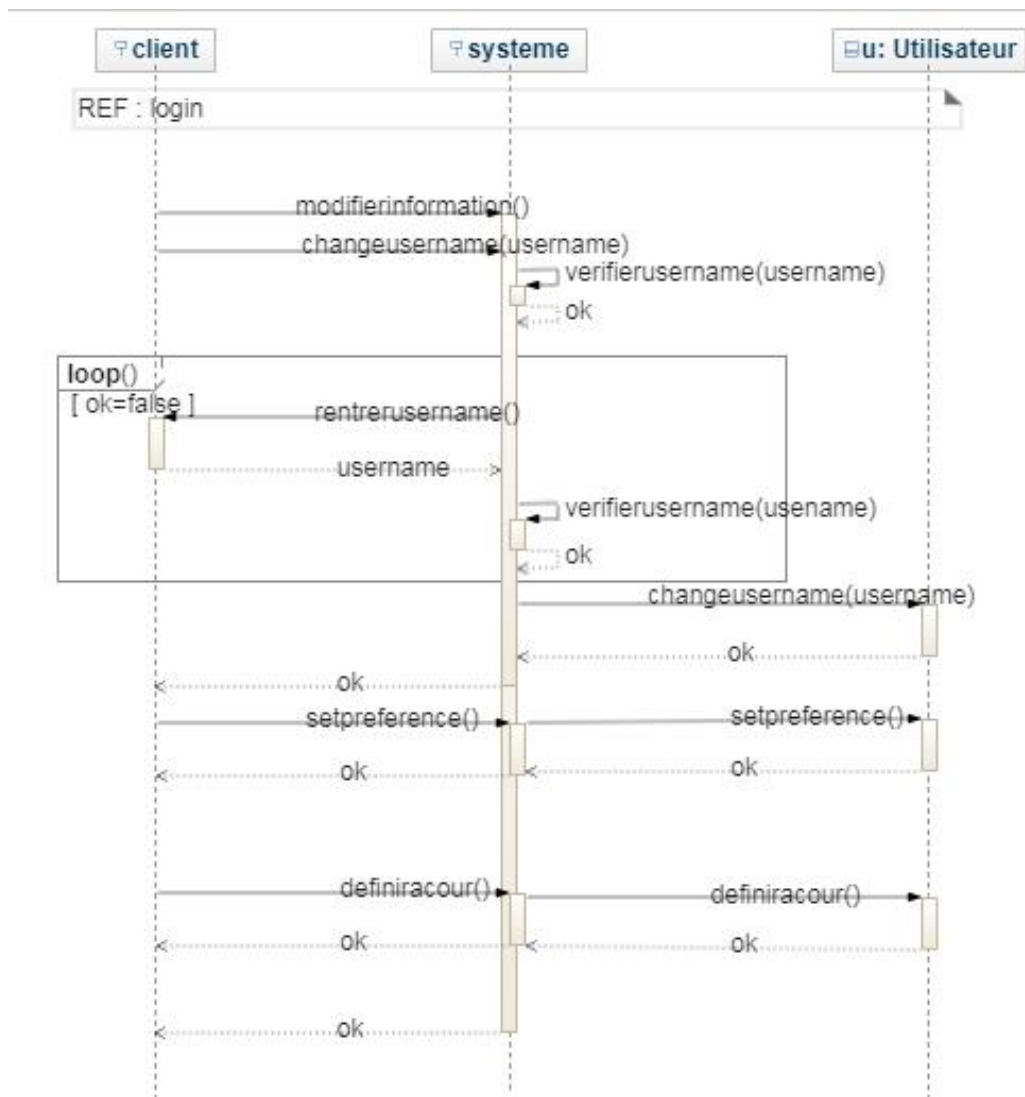 client
systeme
u: Utilisateur
REF : login
modifierinformation()
changeusername(username)
verifierusername(username)
ok
loop()
[ ok=false ]
rentrerusername()
username
verifierusername(usename)
ok
changeusername(username)
ok
ok
setpreference()
setpreference()
ok
ok
definiracour()
definiracour()
ok
ok
ok